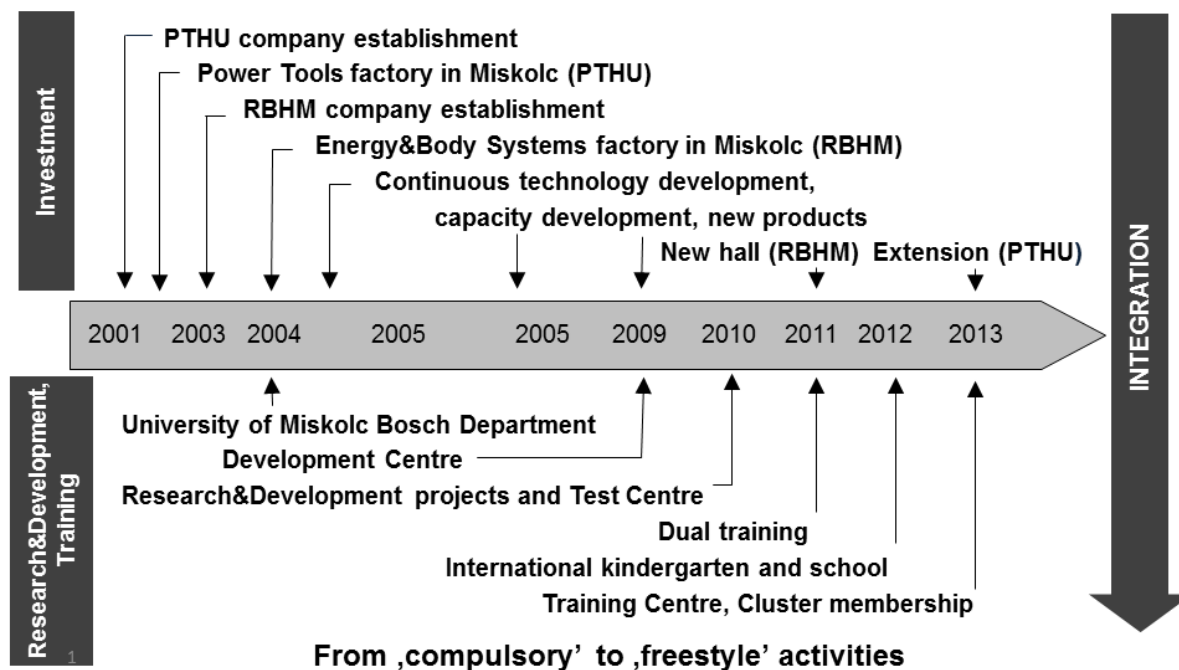 PTHU company establishment
Power Tools factory in Miskolc (PTHU)
RBHM company establishment
Energy&Body Systems factory in Miskolc (RBHM)
Continuous technology development,
capacity development, new products
New hall (RBHM) Extension (PTHU)
Investment
2001 2003 2004 2005 2005 2009 2010 2011 2012 2013
INTEGRATION
Research&Development,
Training
University of Miskolc Bosch Department
Development Centre
Research&Development projects and Test Centre
Dual training
International kindergarten and school
Training Centre, Cluster membership
1
From ‚compulsory’ to ‚freestyle’ activities